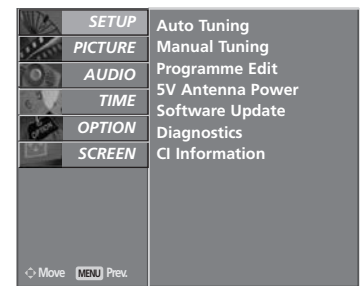 SETUP
PICTURE
AUDIO
TIME
OPTION
SCREEN
Auto Tuning
Manual Tuning
Programme Edit
5V Antenna Power
Software Update
Diagnostics
CI Information
Move MENU Prev.